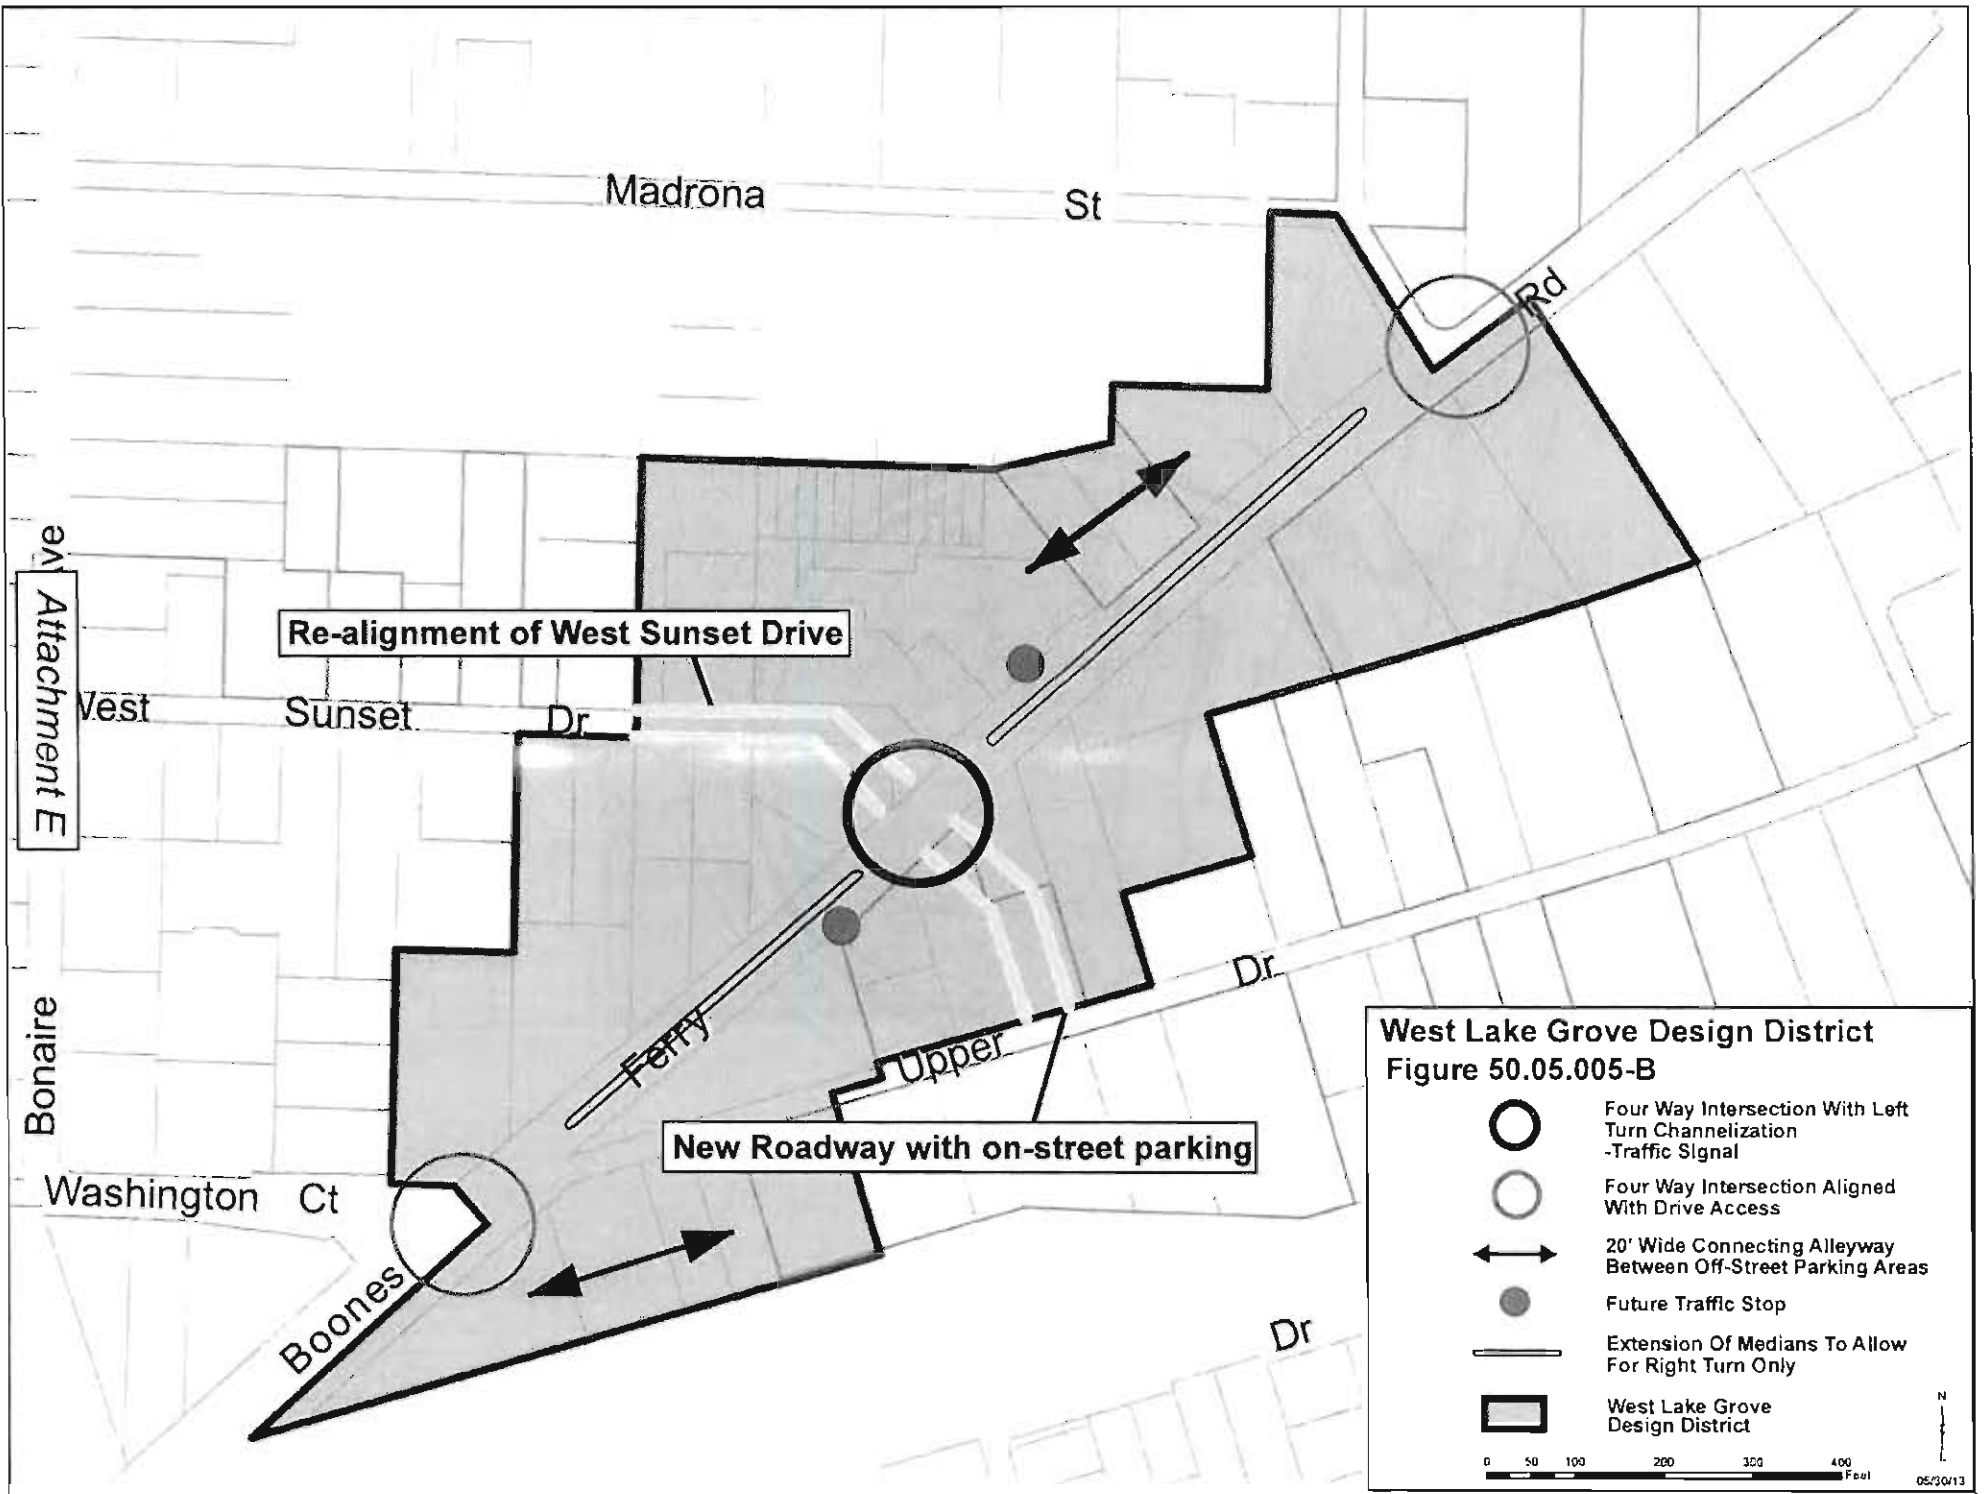 Madrona St
Rd
Ave
Attachment E
Re-alignment of West Sunset Drive
West Sunset Dr
Bonaire
Ferry
Upper Dr
New Roadway with on-street parking
Washington Ct
Boones
Dr
West Lake Grove Design District
Figure 50.05.005-B
Four Way Intersection With Left
Turn Channelization
-Traffic Signal
Four Way Intersection Aligned
With Drive Access
20' Wide Connecting Alleyway
Between Off-Street Parking Areas
Future Traffic Stop
Extension Of Medians To Allow
For Right Turn Only
West Lake Grove
Design District
N
0 50 100 200 300 400
Feet
05/30/13